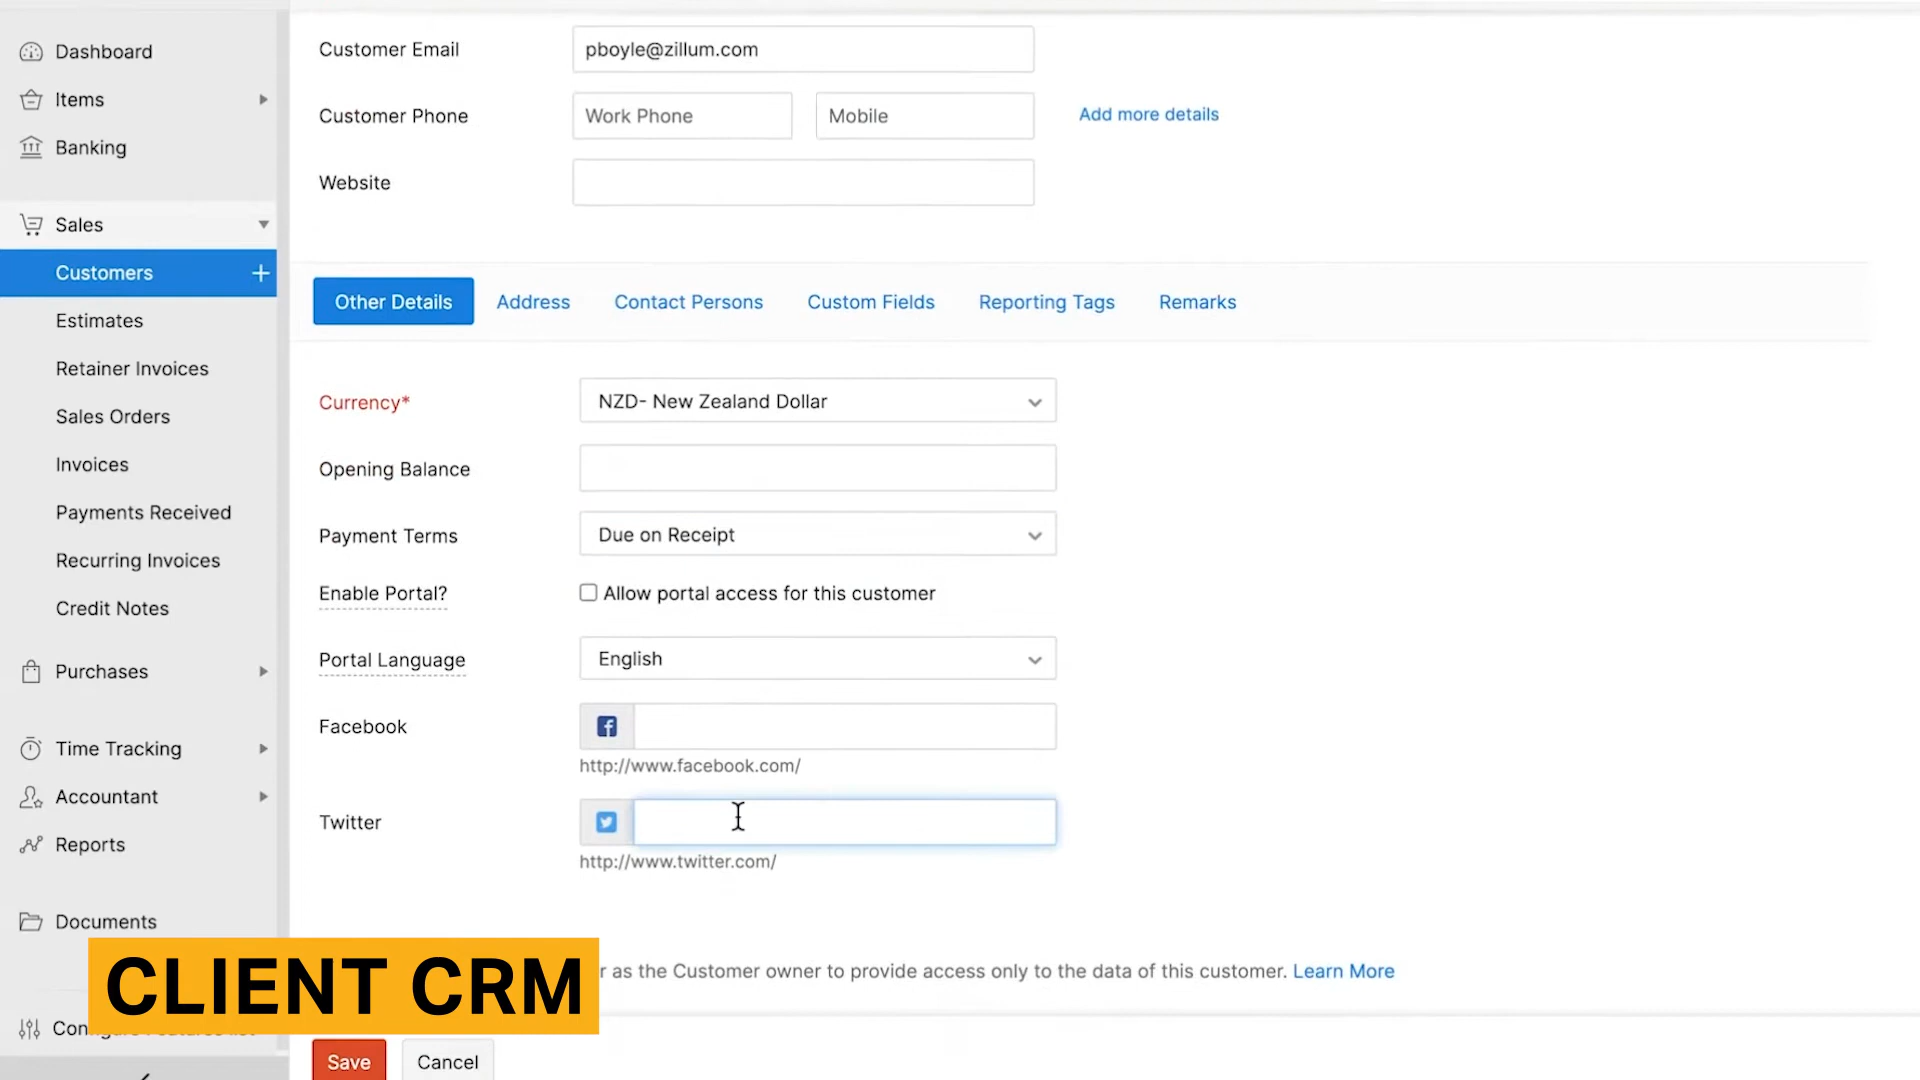 Dashboard
Items
Banking
Sales
Customers +
Estimates
Retainer Invoices
Sales Orders
Invoices
Payments Received
Recurring Invoices
Credit Notes
Purchases
Time Tracking
Accountant
Reports
Documents
Customer Email pboyle@zillum.com
Customer Phone Work Phone Mobile Add more details
Website
Other Details Address Contact Persons Custom Fields Reporting Tags Remarks
Currency* NZD- New Zealand Dollar
Opening Balance
Payment Terms Due on Receipt
Enable Portal? Allow portal access for this customer
Portal Language English
Facebook
http://www.facebook.com/
Twitter
http://www.twitter.com/
as the Customer owner to provide access only to the data of this customer. Learn More
CLIENT CRM
Save Cancel